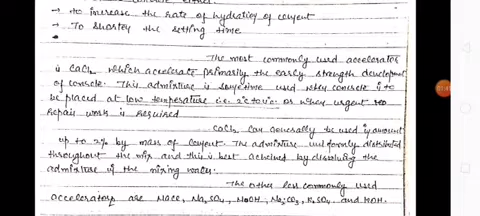 → to increase the rate of hydration of cement
→ To shorten the setting time
The most commonly used accelerator
is CaCl₂ which accelerate primarily the early strength development
of concrete. This admixture is sometime used when concrete is to
be placed at low temperature i.e. 2°c to 4°c or when urgent
repair work is required
CaCl₂ can generally be used in amount
up to 2% by mass of cement. The admixture uniformly distributed
throughout the mix and this is best acheived by dissolving the
admixture in the mixing water.
The other less commonly used
accelerators are NaCl, Na₂SO₄, NaOH, Na₂CO₃, K₂SO₄ and KOH.